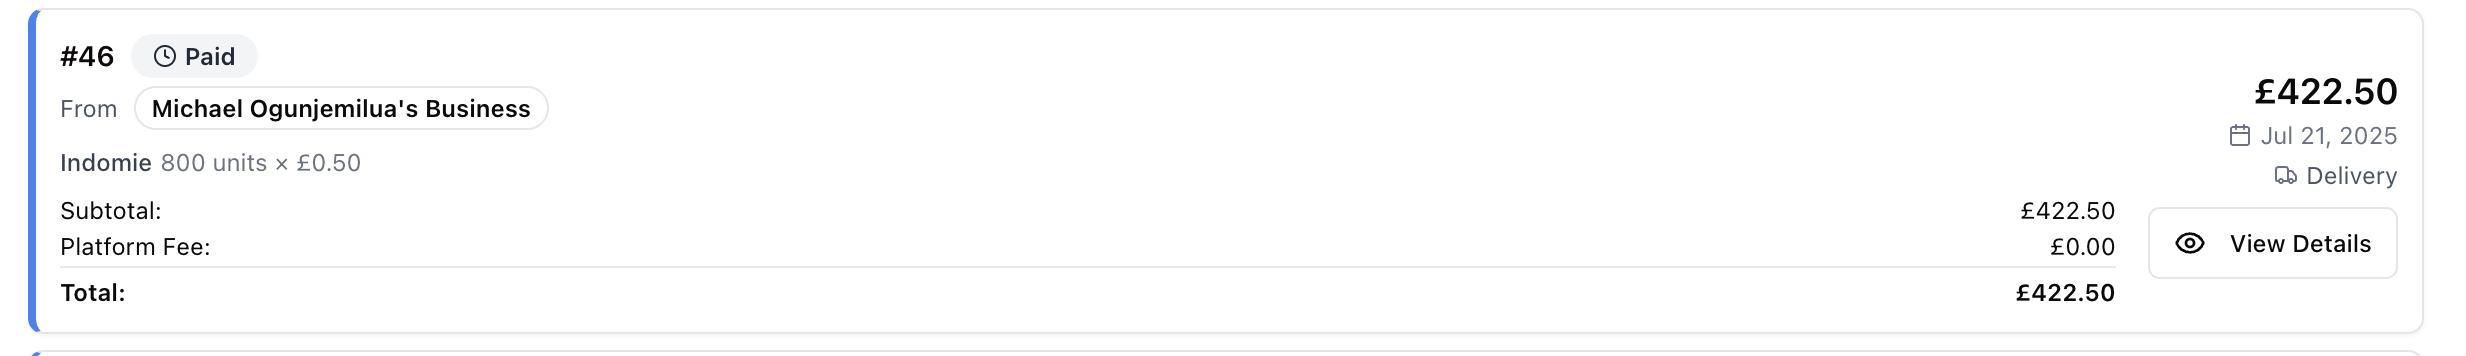 #46 Paid
From Michael Ogunjemilua's Business
Indomie 800 units × £0.50
Subtotal: £422.50
Platform Fee: £0.00
Total: £422.50
£422.50
Jul 21, 2025
Delivery
View Details